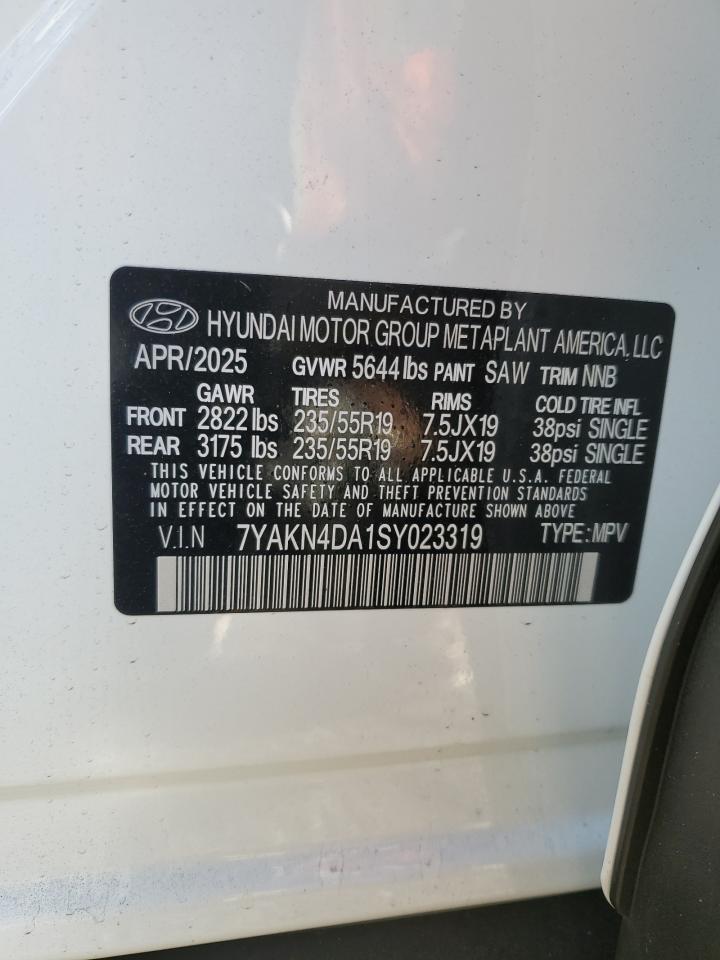 MANUFACTURED BY
HYUNDAI MOTOR GROUP METAPLANT AMERICA, LLC
APR/2025 GVWR 5644 lbs PAINT SAW TRIM NNB
GAWR TIRES RIMS COLD TIRE INFL
FRONT 2822 lbs 235/55R19 7.5JX19 38psi SINGLE
REAR 3175 lbs 235/55R19 7.5JX19 38psi SINGLE
THIS VEHICLE CONFORMS TO ALL APPLICABLE U.S.A. FEDERAL
MOTOR VEHICLE SAFETY AND THEFT PREVENTION STANDARDS
IN EFFECT ON THE DATE OF MANUFACTURE SHOWN ABOVE
V.I.N 7YAKN4DA1SY023319 TYPE:MPV